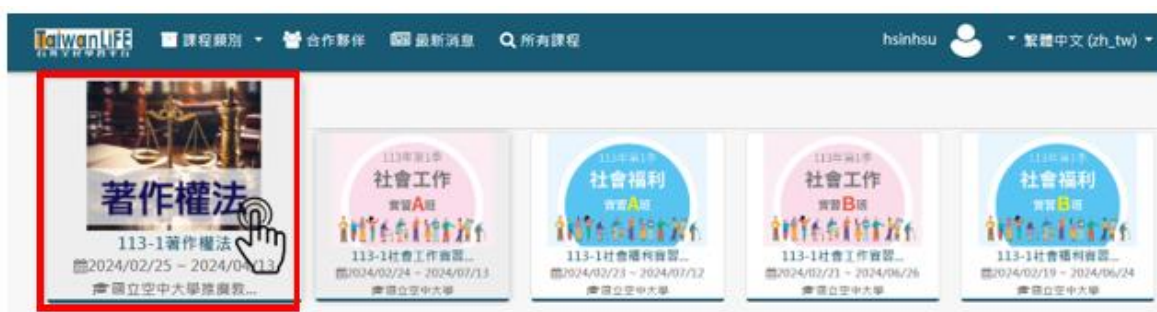 TaiwanLIFE 課程類別 合作夥伴 最新消息 所有課程 hsinhsu 繁體中文 (zh_tw)
台灣全民學習平台
著作權法
113-1著作權法
2024/02/25 ~ 2024/04/13
國立空中大學推廣教...
113年第1季
社會工作
實習A班
113-1社會工作實習...
2024/02/24 ~ 2024/07/13
國立空中大學
113年第1季
社會福利
實習A班
113-1社會福利實習...
2024/02/23 ~ 2024/07/12
國立空中大學
113年第1季
社會工作
實習B班
113-1社會工作實習...
2024/02/21 ~ 2024/06/26
國立空中大學
113年第1季
社會福利
實習B班
113-1社會福利實習...
2024/02/19 ~ 2024/06/24
國立空中大學